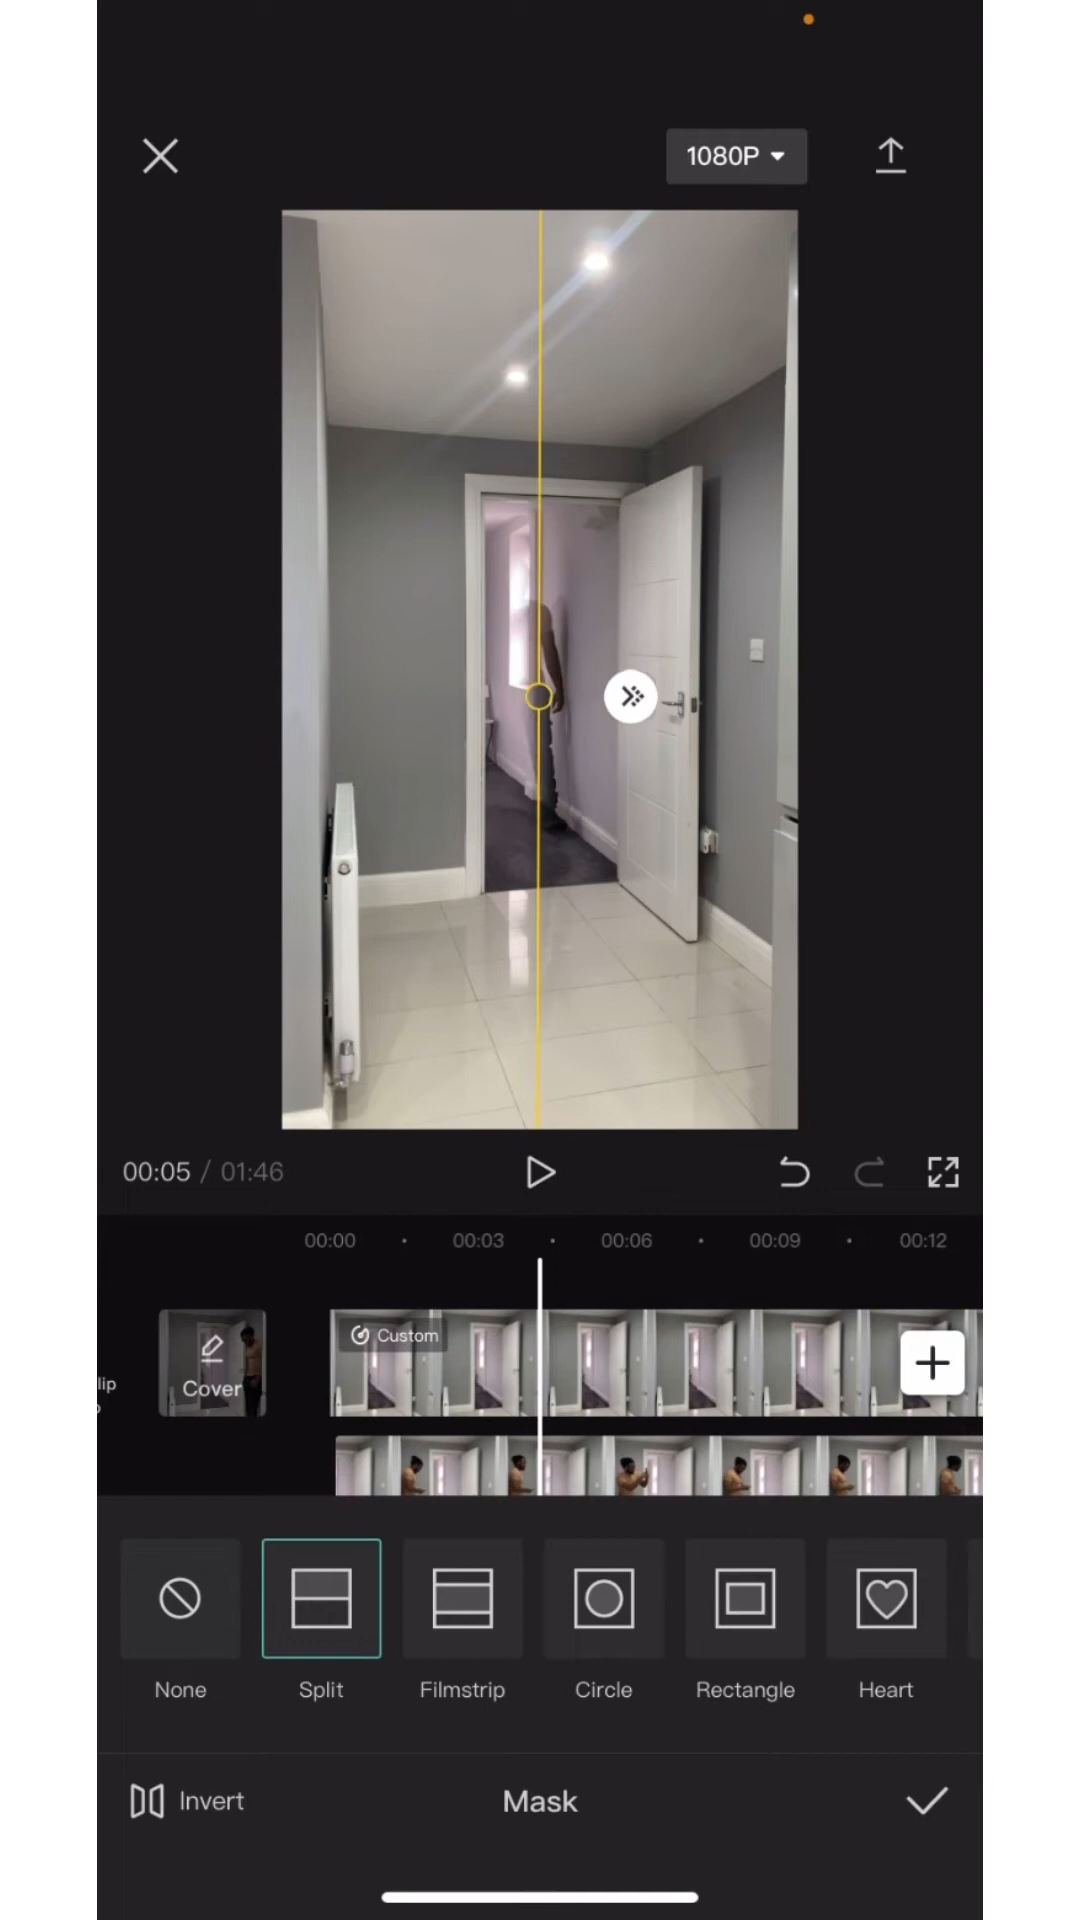 1080P
00:05 / 01:46
00:00 · 00:03 · 00:06 · 00:09 · 00:12
Custom
lip
Cover
None Split Filmstrip Circle Rectangle Heart
Invert Mask